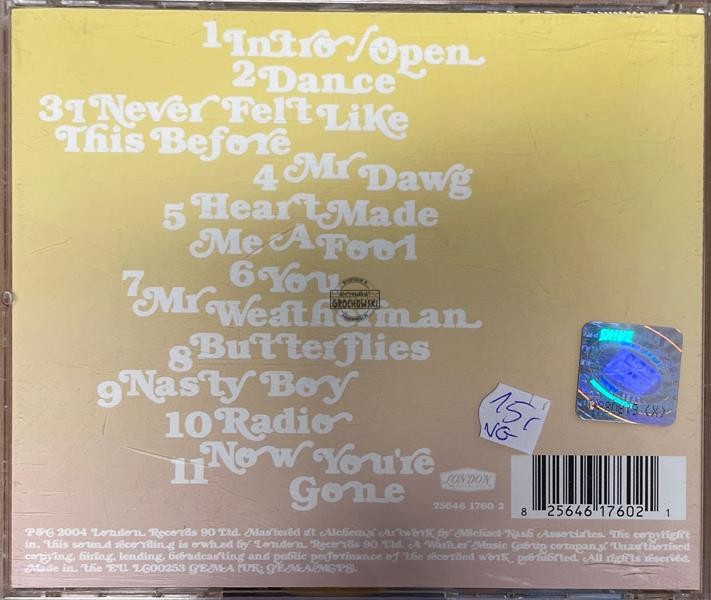 1 Intro/Open
2 Dance
3 I Never Felt Like
This Before
4 Mr Dawg
5 Heart Made
Me A Fool
6 You
7 Mr
Weatherman
8 Butterflies
9 Nasty Boy
10 Radio
11 Now You're
Gone
GROCHOWSKI
15,-
NG
LONDON
25646 1760 2
8 25646 17602 1
P&C 2004 London Records 90 Ltd. Mastered at Alchemy. Artwork by Michael Nash Associates. The copyright
in this sound recording is owned by London Records 90 Ltd. A Warner Music Group company. Unauthorised
copying, hiring, lending, broadcasting and public performance of the recorded work prohibited. All rights reserved.
Made in the EU. LC00253 GEMA (UK: GEMA/MCPS).